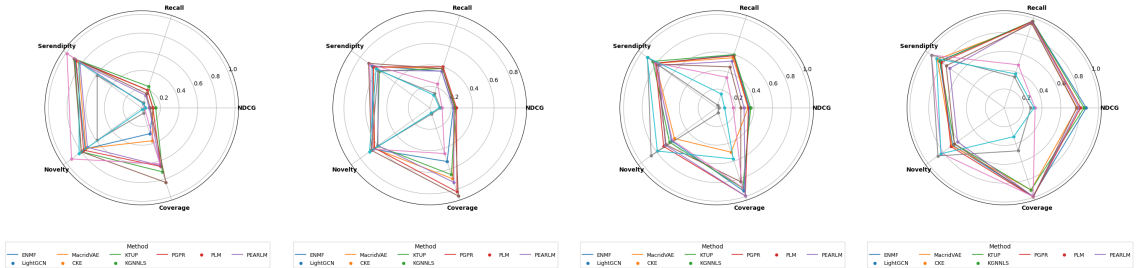 Recall
Serendipity
1.0
0.8
0.6
0.4
0.2
NDCG
Novelty
Coverage
Method
ENMF MacridVAE KTUP PGPR PLM PEARLM
LightGCN CKE KGNNLS
Recall
Serendipity
0.8
0.6
0.4
0.2
NDCG
Novelty
Coverage
Method
ENMF MacridVAE KTUP PGPR PLM PEARLM
LightGCN CKE KGNNLS
Recall
Serendipity
1.0
0.8
0.6
0.4
0.2
NDCG
Novelty
Coverage
Method
ENMF MacridVAE KTUP PGPR PLM PEARLM
LightGCN CKE KGNNLS
Recall
Serendipity
1.0
0.8
0.6
0.4
0.2
NDCG
Novelty
Coverage
Method
ENMF MacridVAE KTUP PGPR PLM PEARLM
LightGCN CKE KGNNLS